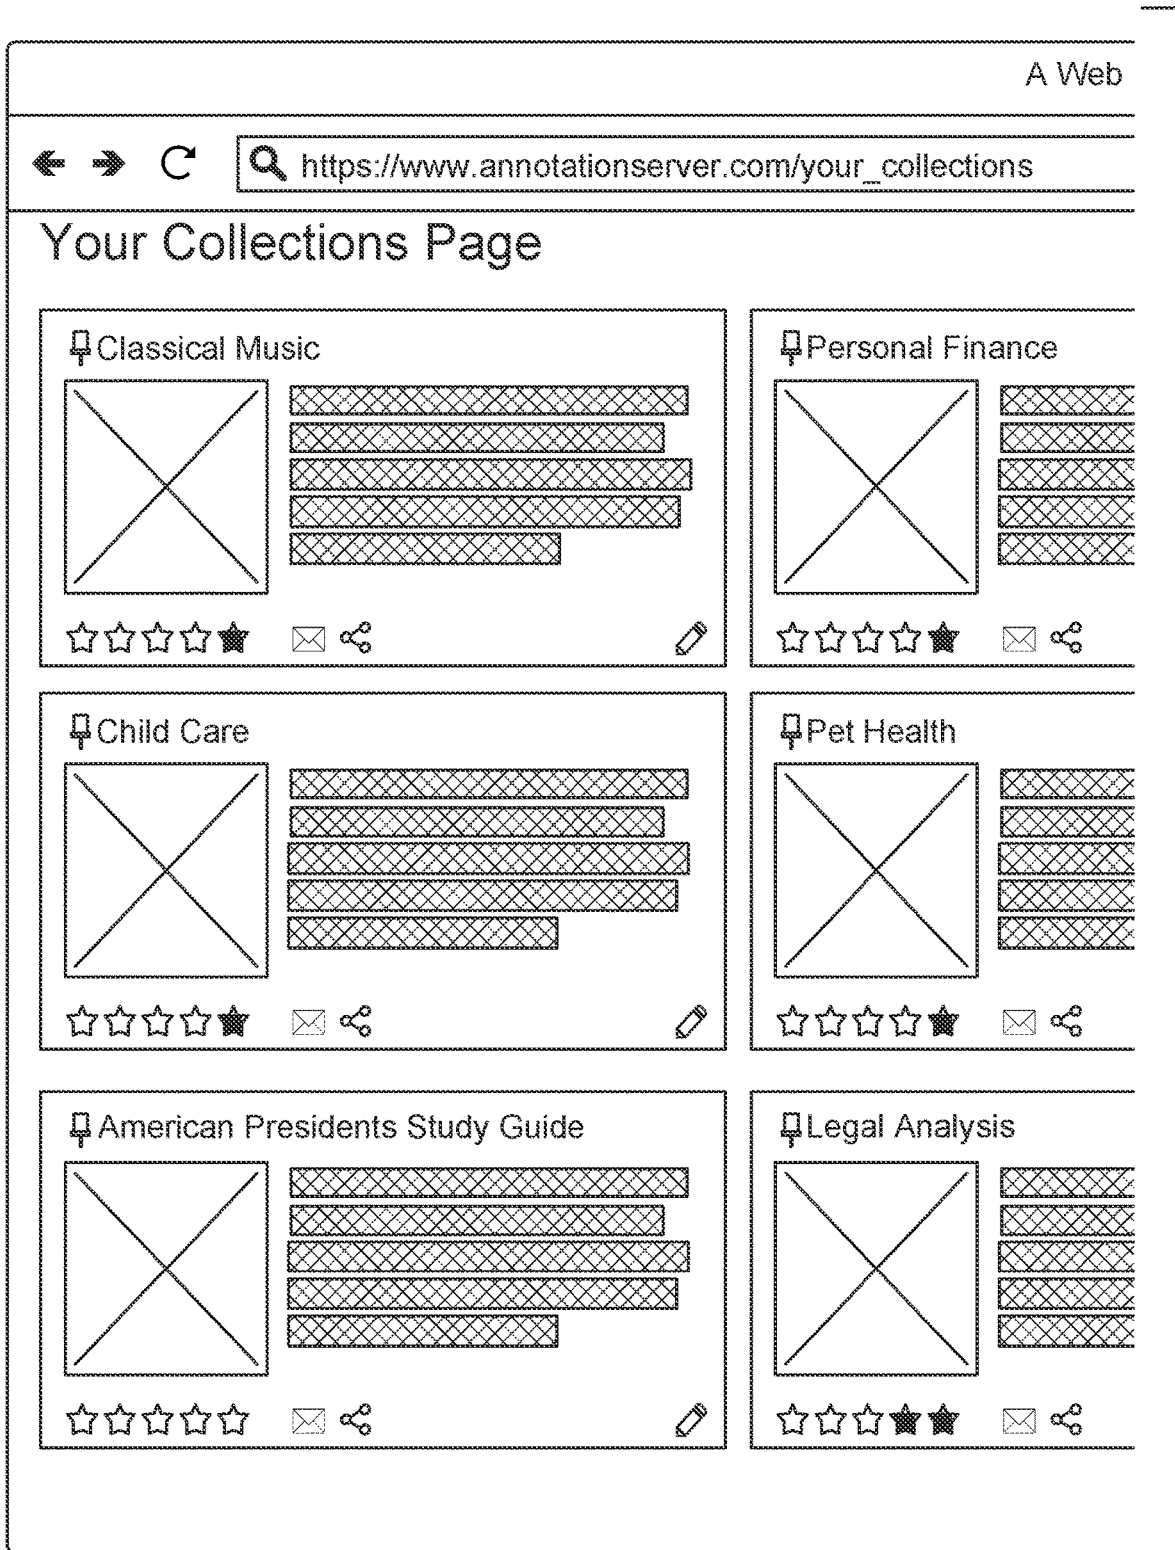 A Web
https://www.annotationserver.com/your_collections
Your Collections Page
Classical Music
Personal Finance
Child Care
Pet Health
American Presidents Study Guide
Legal Analysis